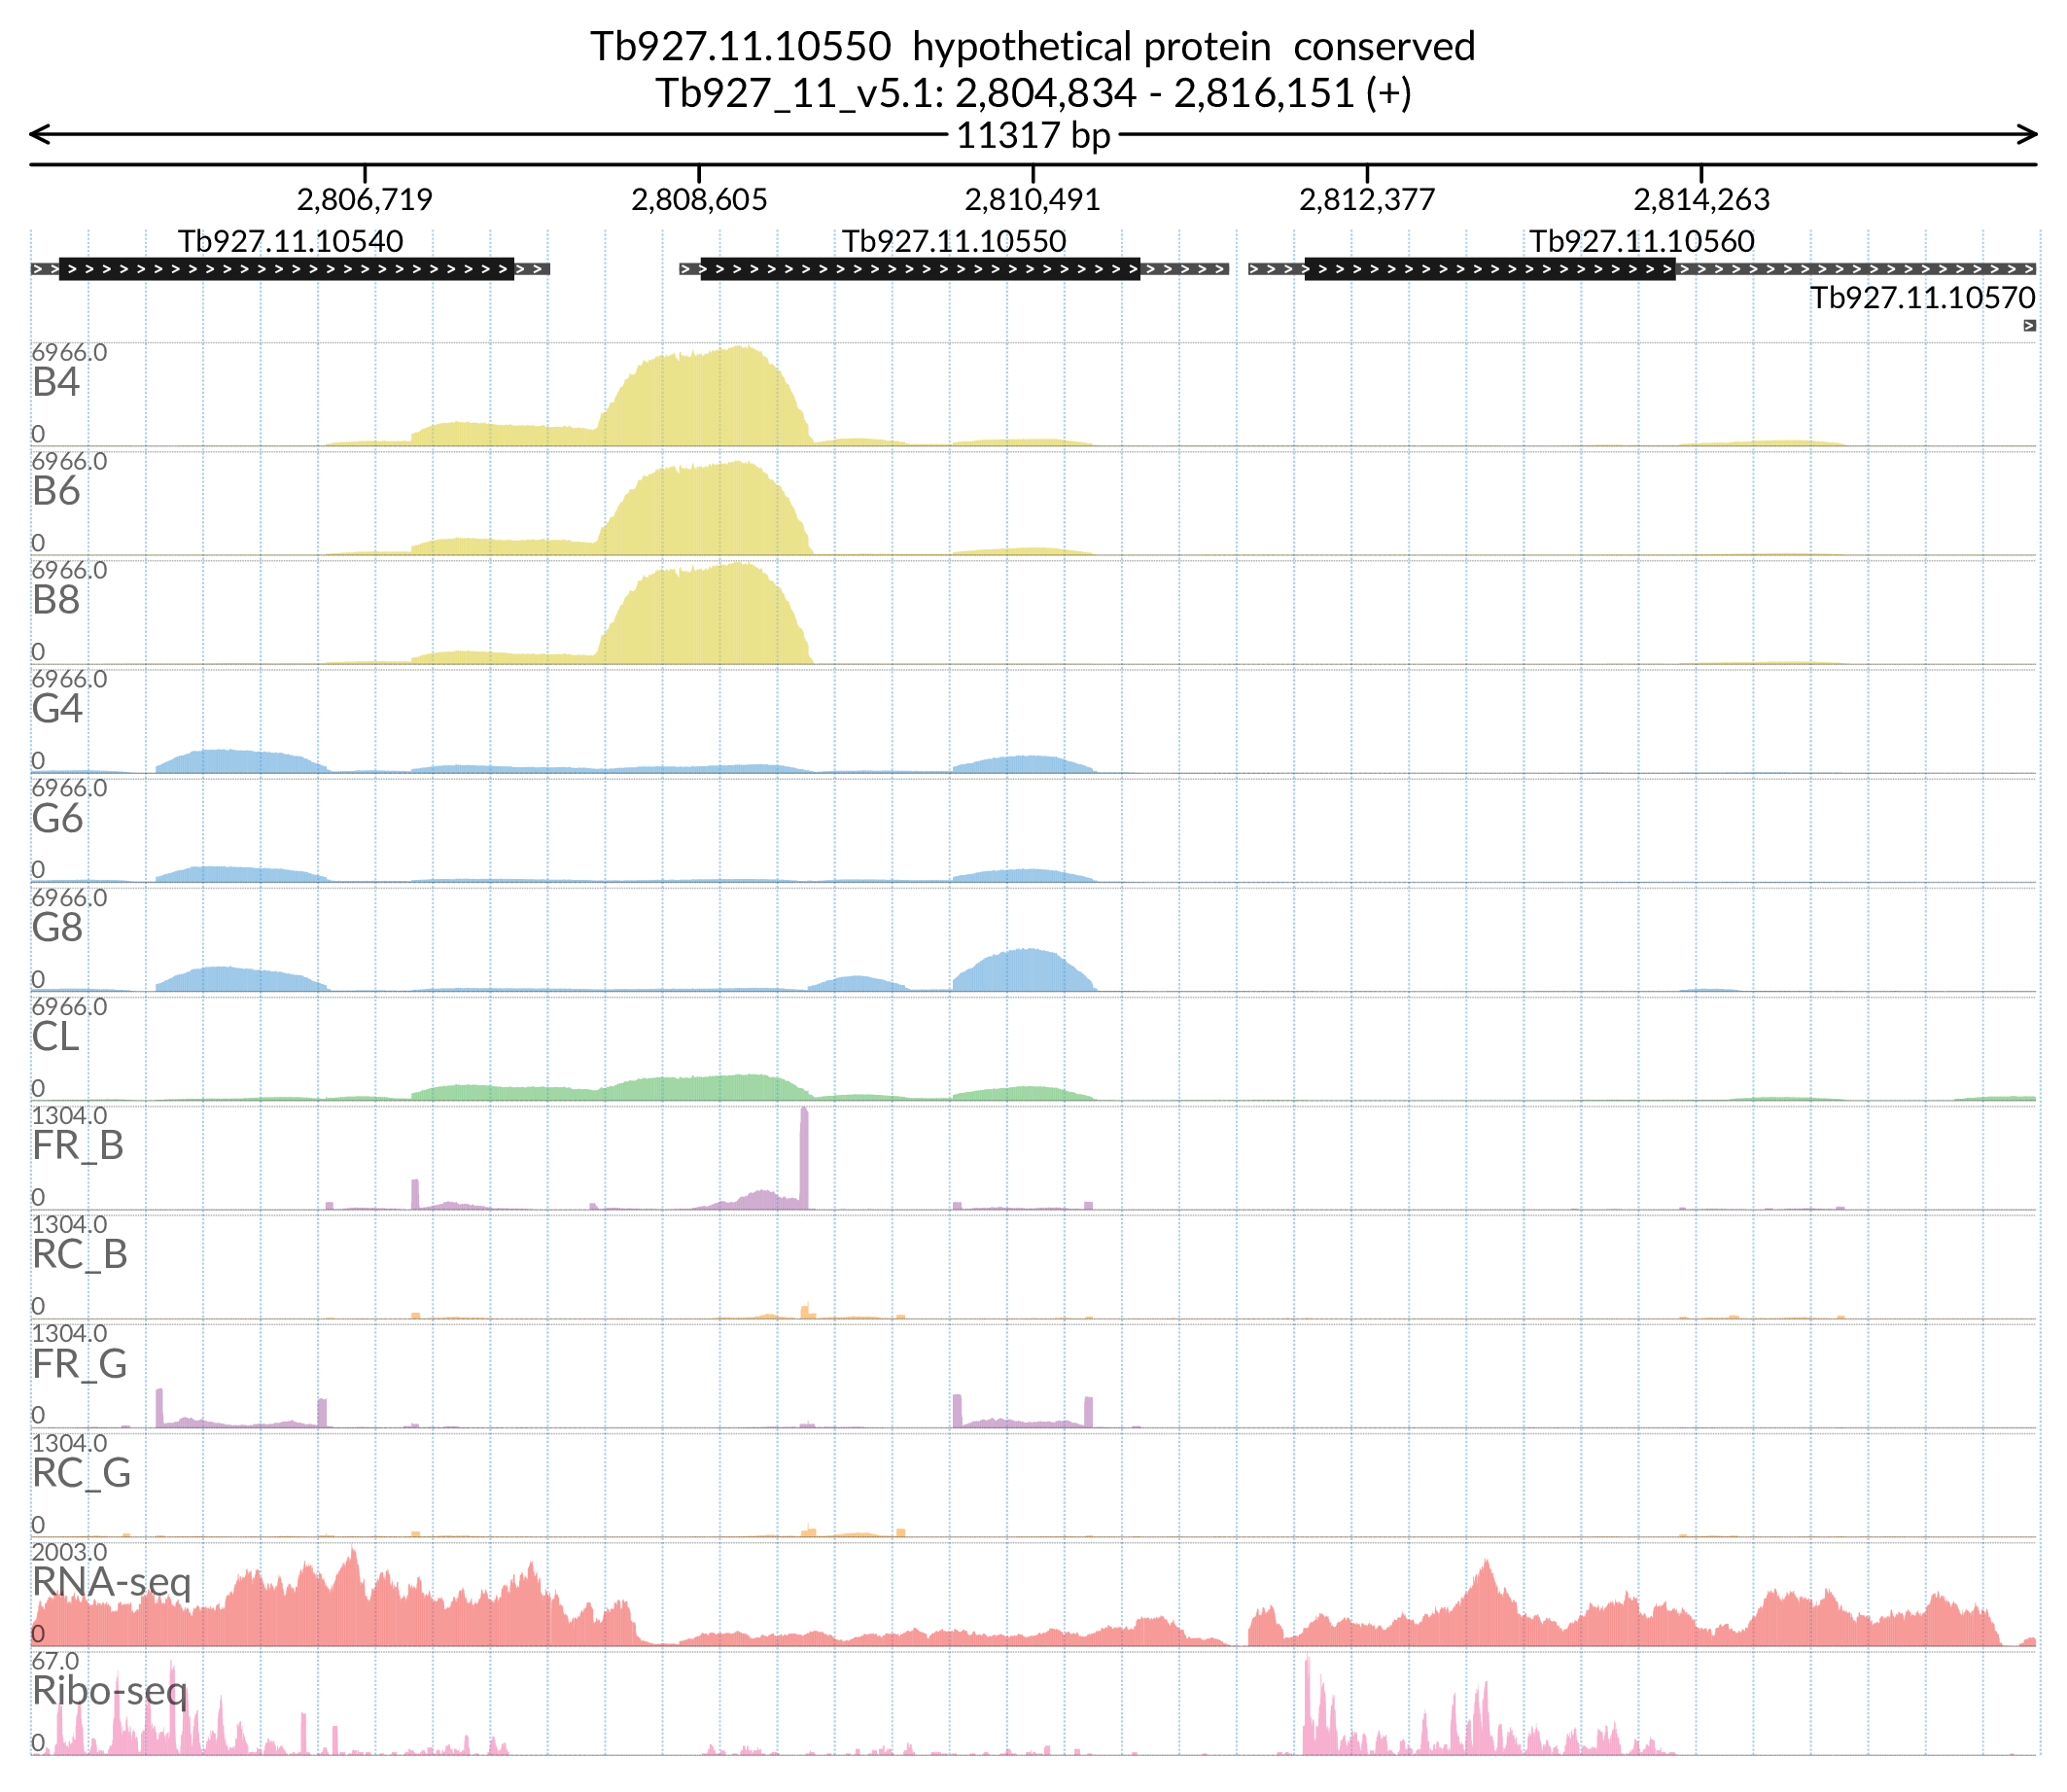 Tb927.11.10550 hypothetical protein conserved
Tb927_11_v5.1: 2,804,834 - 2,816,151 (+)
11317 bp
2,806,719 2,808,605 2,810,491 2,812,377 2,814,263
Tb927.11.10540 Tb927.11.10550 Tb927.11.10560
Tb927.11.10570
6966.0
B4
0
6966.0
B6
0
6966.0
B8
0
6966.0
G4
0
6966.0
G6
0
6966.0
G8
0
6966.0
CL
0
1304.0
FR_B
0
1304.0
RC_B
0
1304.0
FR_G
0
1304.0
RC_G
0
2003.0
RNA-seq
0
67.0
Ribo-seq
0